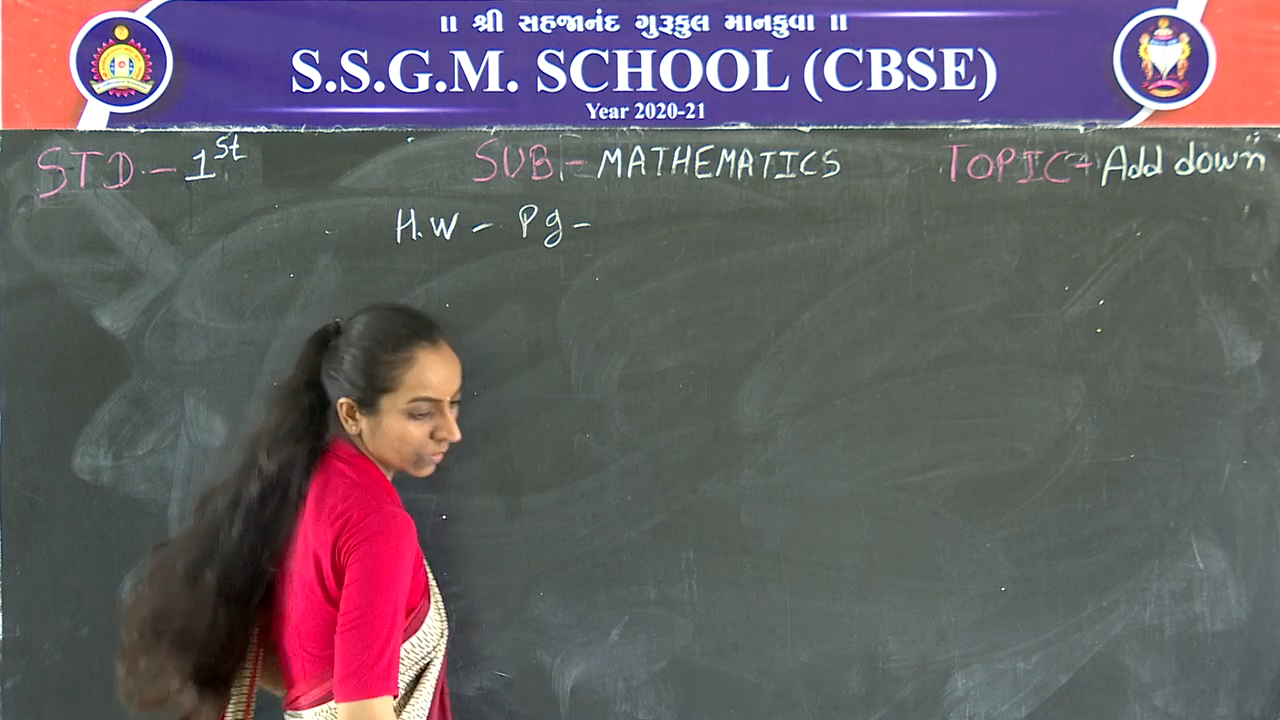 ॥ શ્રી સહજાનંદ ગુરૂકુલ માનકુવા ॥
S.S.G.M. SCHOOL (CBSE)
Year 2020-21
STD - 1st SUB - MATHEMATICS TOPIC - Add down
H.W - Pg -